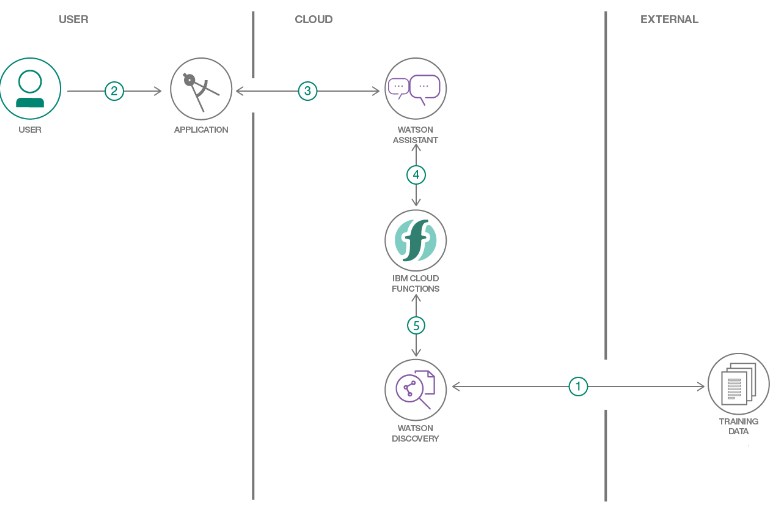 USER
CLOUD
EXTERNAL
2
3
USER
APPLICATION
WATSON
ASSISTANT
4
f
IBM CLOUD
FUNCTIONS
5
1
WATSON
DISCOVERY
TRAINING
DATA